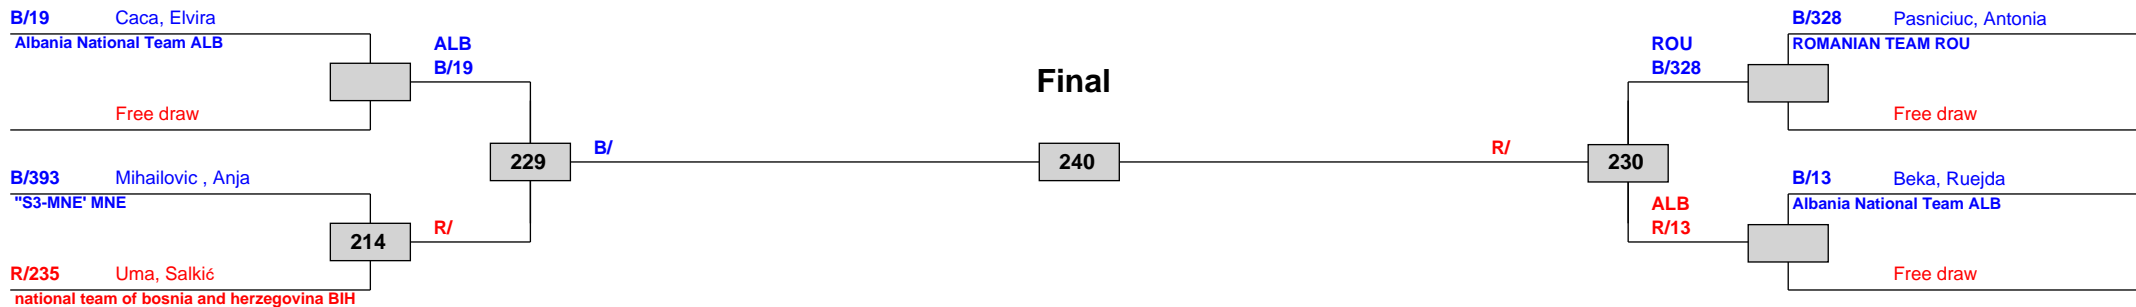 B/19 Caca, Elvira
Albania National Team ALB
ALB
B/19
Free draw
229
B/
B/393 Mihailovic , Anja
"S3-MNE' MNE
214
R/
R/235 Uma, Salkić
national team of bosnia and herzegovina BIH
Final
240
B/328 Pasniciuc, Antonia
ROMANIAN TEAM ROU
ROU
B/328
Free draw
R/
230
B/13 Beka, Ruejda
Albania National Team ALB
ALB
R/13
Free draw